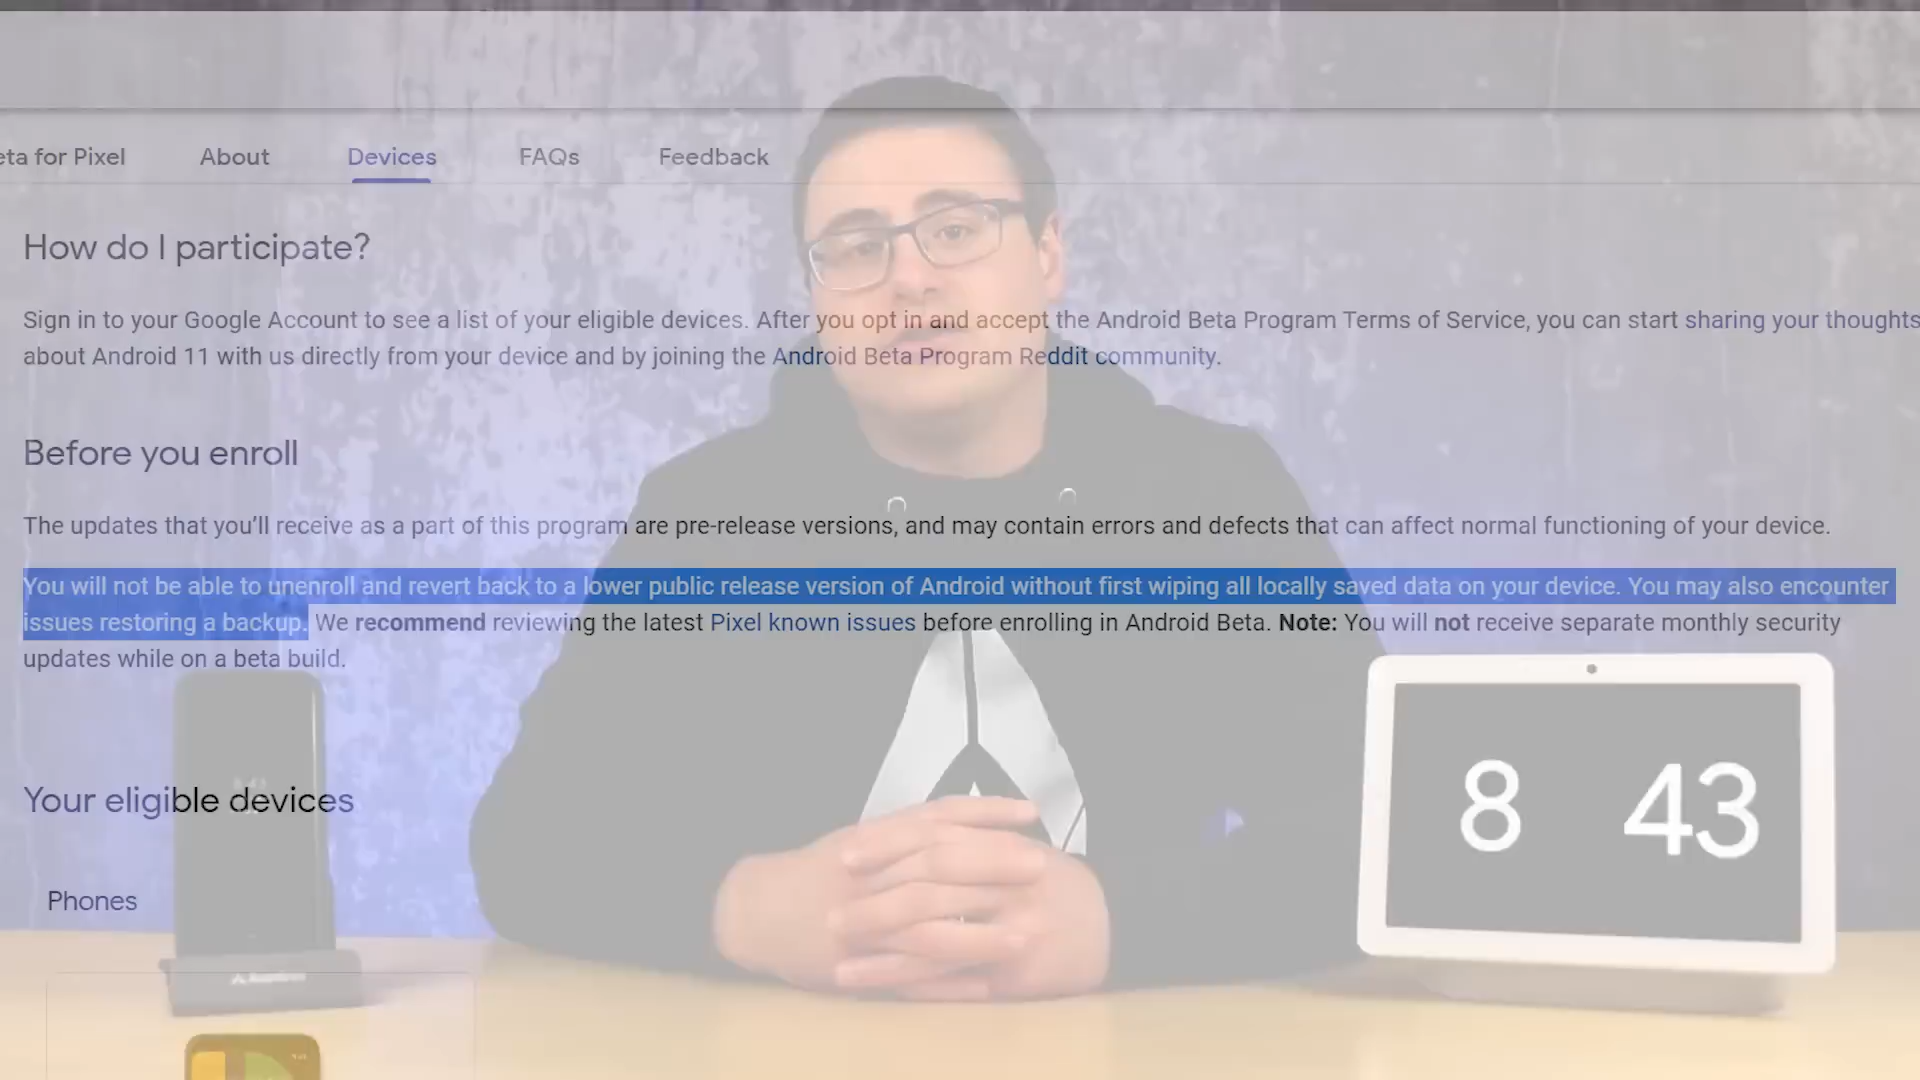 eta for Pixel About Devices FAQs Feedback
How do I participate?
Sign in to your Google Account to see a list of your eligible devices. After you opt in and accept the Android Beta Program Terms of Service, you can start sharing your thoughts
about Android 11 with us directly from your device and by joining the Android Beta Program Reddit community.
Before you enroll
The updates that you’ll receive as a part of this program are pre-release versions, and may contain errors and defects that can affect normal functioning of your device.
You will not be able to unenroll and revert back to a lower public release version of Android without first wiping all locally saved data on your device. You may also encounter
issues restoring a backup. We recommend reviewing the latest Pixel known issues before enrolling in Android Beta. Note: You will not receive separate monthly security
updates while on a beta build.
8 43
Your eligible devices
Phones